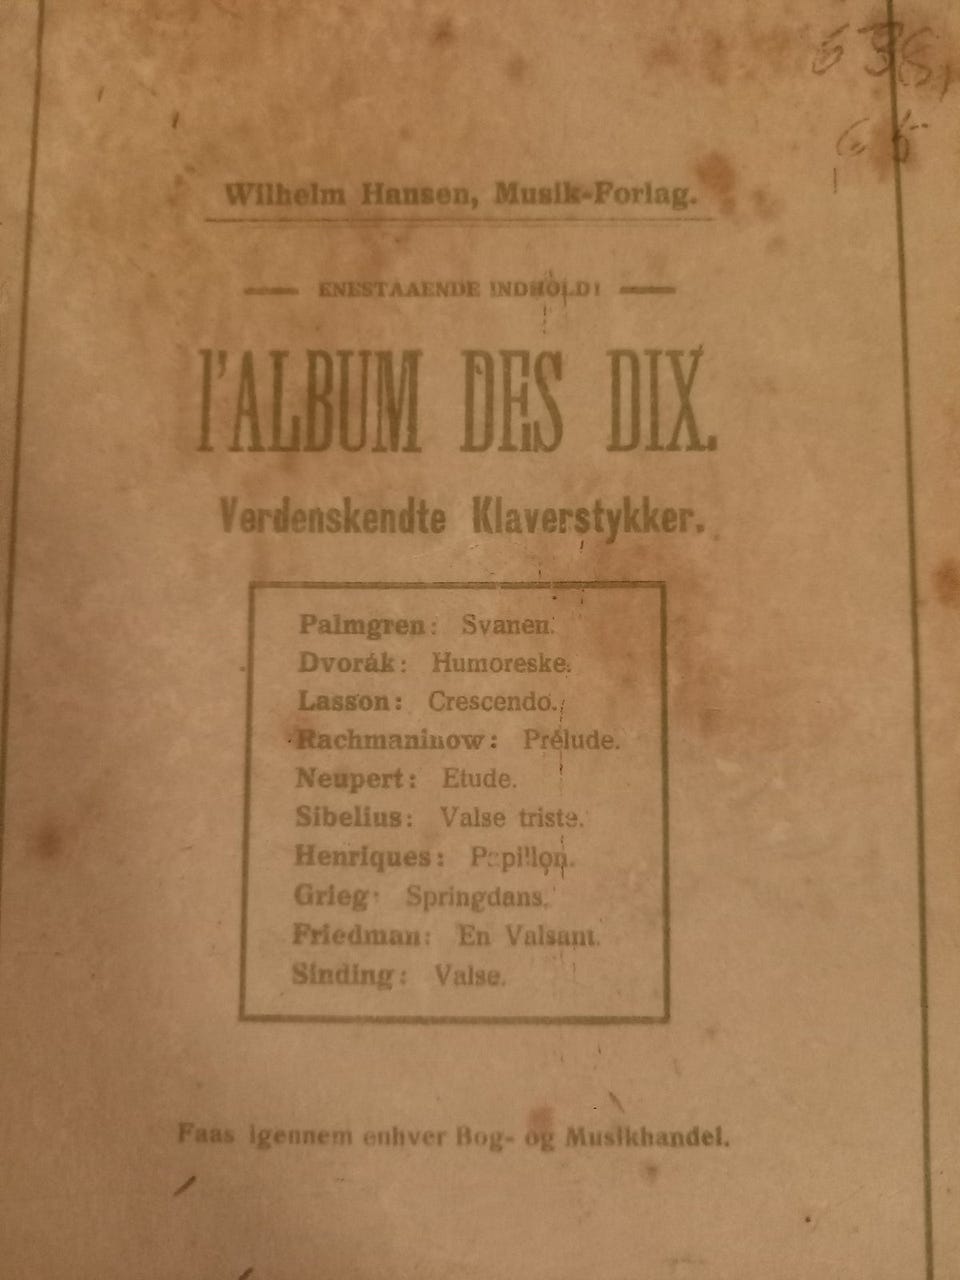 Wilhelm Hansen, Musik-Forlag.
ENESTAAENDE INDHOLD!
l'ALBUM DES DIX.
Verdenskendte Klaverstykker.
Palmgren: Svanen.
Dvorák: Humoreske.
Lasson: Crescendo.
Rachmaninow: Prélude.
Neupert: Etude.
Sibelius: Valse triste.
Henriques: Papillon.
Grieg: Springdans.
Friedman: En Valsant.
Sinding: Valse.
Faas igennem enhver Bog- og Musikhandel.